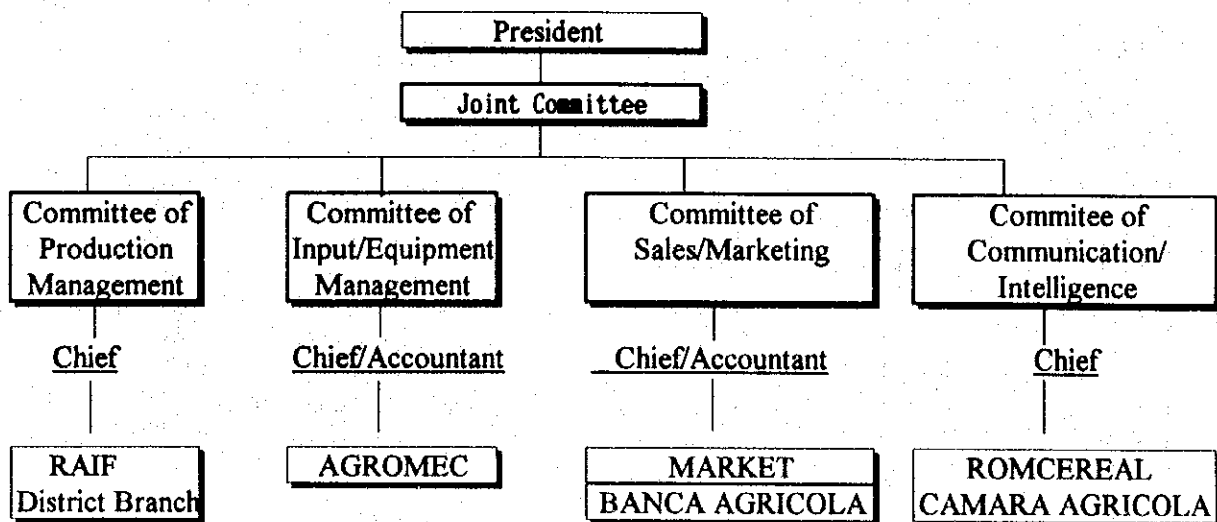 President
Joint Committee
Committee of
Production
Management
Committee of
Input/Equipment
Management
Committee of
Sales/Marketing
Commitee of
Communication/
Intelligence
Chief
Chief/Accountant
Chief/Accountant
Chief
RAIF
District Branch
AGROMEC
MARKET
BANCA AGRICOLA
ROMCEREAL
CAMARA AGRICOLA